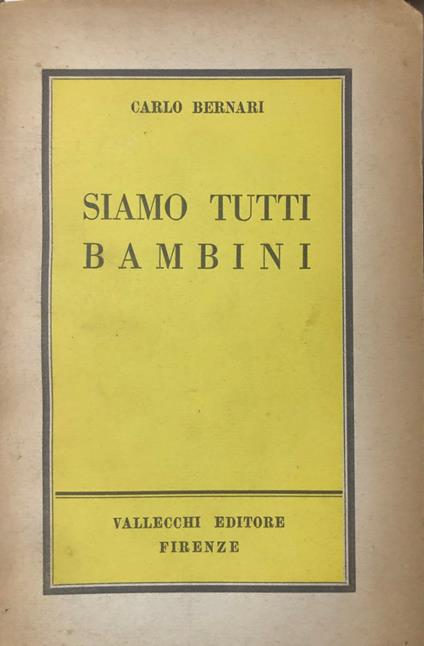 CARLO BERNARI
SIAMO TUTTI
BAMBINI
VALLECCHI EDITORE
FIRENZE